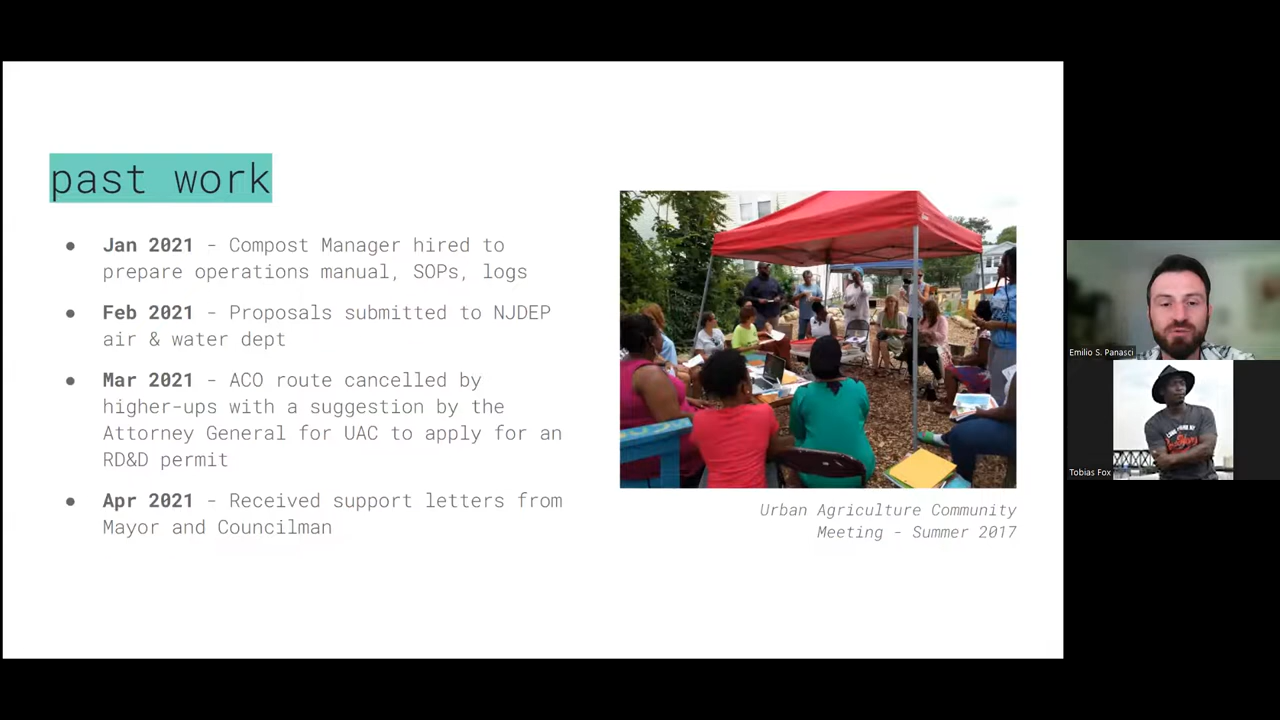 past work
● Jan 2021 - Compost Manager hired to
prepare operations manual, SOPs, logs
● Feb 2021 - Proposals submitted to NJDEP
air & water dept
● Mar 2021 - ACO route cancelled by
higher-ups with a suggestion by the
Attorney General for UAC to apply for an
RD&D permit
● Apr 2021 - Received support letters from
Mayor and Councilman
Urban Agriculture Community
Meeting - Summer 2017
Emilio S. Panasci
Tobias Fox